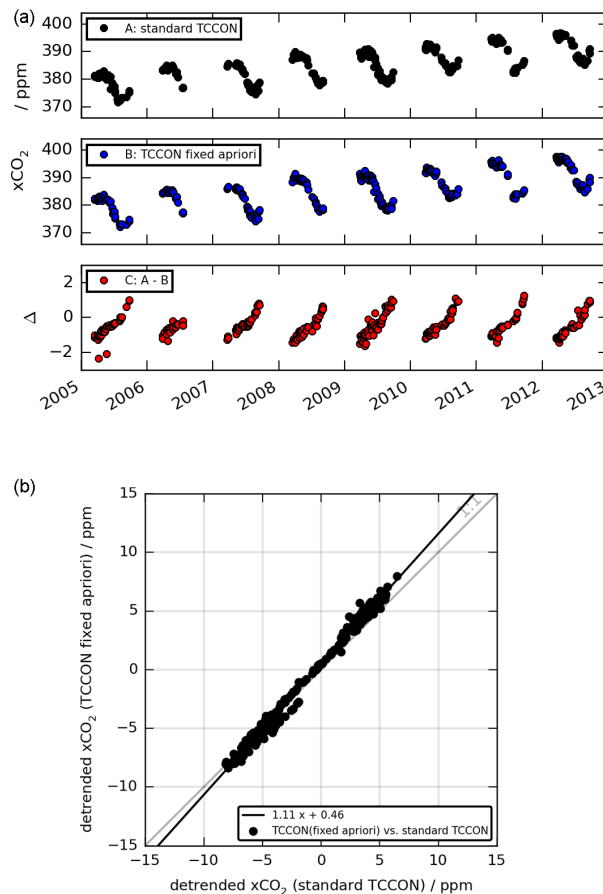 (a)
400
390
380
370
/ ppm
A: standard TCCON
400
390
380
370
xCO₂
B: TCCON fixed apriori
2
0
−2
Δ
C: A - B
2005 2006 2007 2008 2009 2010 2011 2012 2013
(b)
15
10
5
0
−5
−10
−15
detrended xCO₂ (TCCON fixed apriori) / ppm
1:1
1.11 x + 0.46
TCCON(fixed apriori) vs. standard TCCON
−15 −10 −5 0 5 10 15
detrended xCO₂ (standard TCCON) / ppm